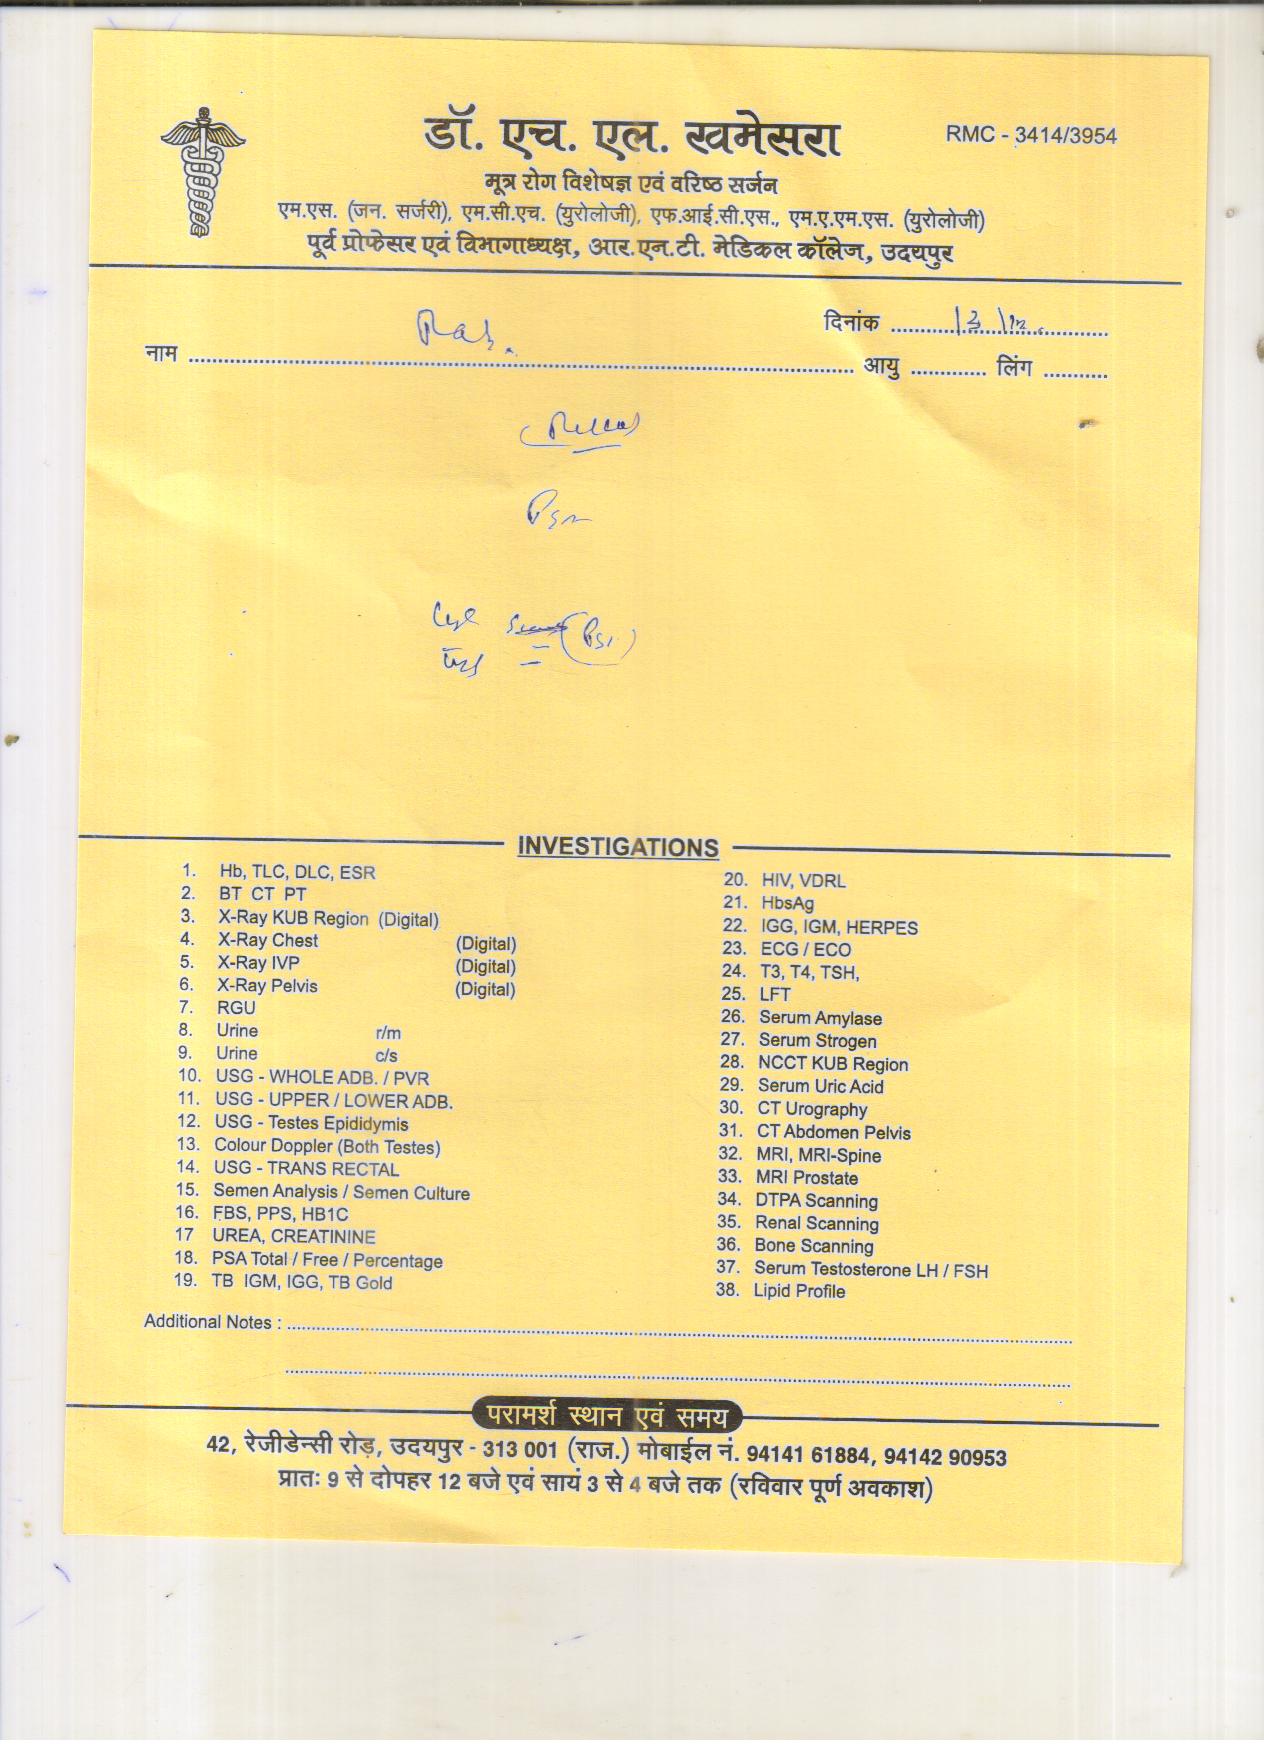 डॉ. एच. एल. खमेसरा
RMC - 3414/3954
मूत्र रोग विशेषज्ञ एवं वरिष्ठ सर्जन
एम.एस. (जन. सर्जरी), एम.सी.एच. (युरोलोजी), एफ.आई.सी.एस., एम.ए.एम.एस. (युरोलोजी)
पूर्व प्रोफेसर एवं विभागाध्यक्ष, आर.एन.टी. मेडिकल कॉलेज, उदयपुर
दिनांक
नाम
आयु लिंग
INVESTIGATIONS
1. Hb, TLC, DLC, ESR
2. BT CT PT
3. X-Ray KUB Region (Digital)
4. X-Ray Chest (Digital)
5. X-Ray IVP (Digital)
6. X-Ray Pelvis (Digital)
7. RGU
8. Urine r/m
9. Urine c/s
10. USG - WHOLE ADB. / PVR
11. USG - UPPER / LOWER ADB.
12. USG - Testes Epididymis
13. Colour Doppler (Both Testes)
14. USG - TRANS RECTAL
15. Semen Analysis / Semen Culture
16. FBS, PPS, HB1C
17 UREA, CREATININE
18. PSA Total / Free / Percentage
19. TB IGM, IGG, TB Gold
20. HIV, VDRL
21. HbsAg
22. IGG, IGM, HERPES
23. ECG / ECO
24. T3, T4, TSH,
25. LFT
26. Serum Amylase
27. Serum Strogen
28. NCCT KUB Region
29. Serum Uric Acid
30. CT Urography
31. CT Abdomen Pelvis
32. MRI, MRI-Spine
33. MRI Prostate
34. DTPA Scanning
35. Renal Scanning
36. Bone Scanning
37. Serum Testosterone LH / FSH
38. Lipid Profile
Additional Notes :
परामर्श स्थान एवं समय
42, रेजीडेन्सी रोड़, उदयपुर - 313 001 (राज.) मोबाईल नं. 94141 61884, 94142 90953
प्रातः 9 से दोपहर 12 बजे एवं सायं 3 से 4 बजे तक (रविवार पूर्ण अवकाश)